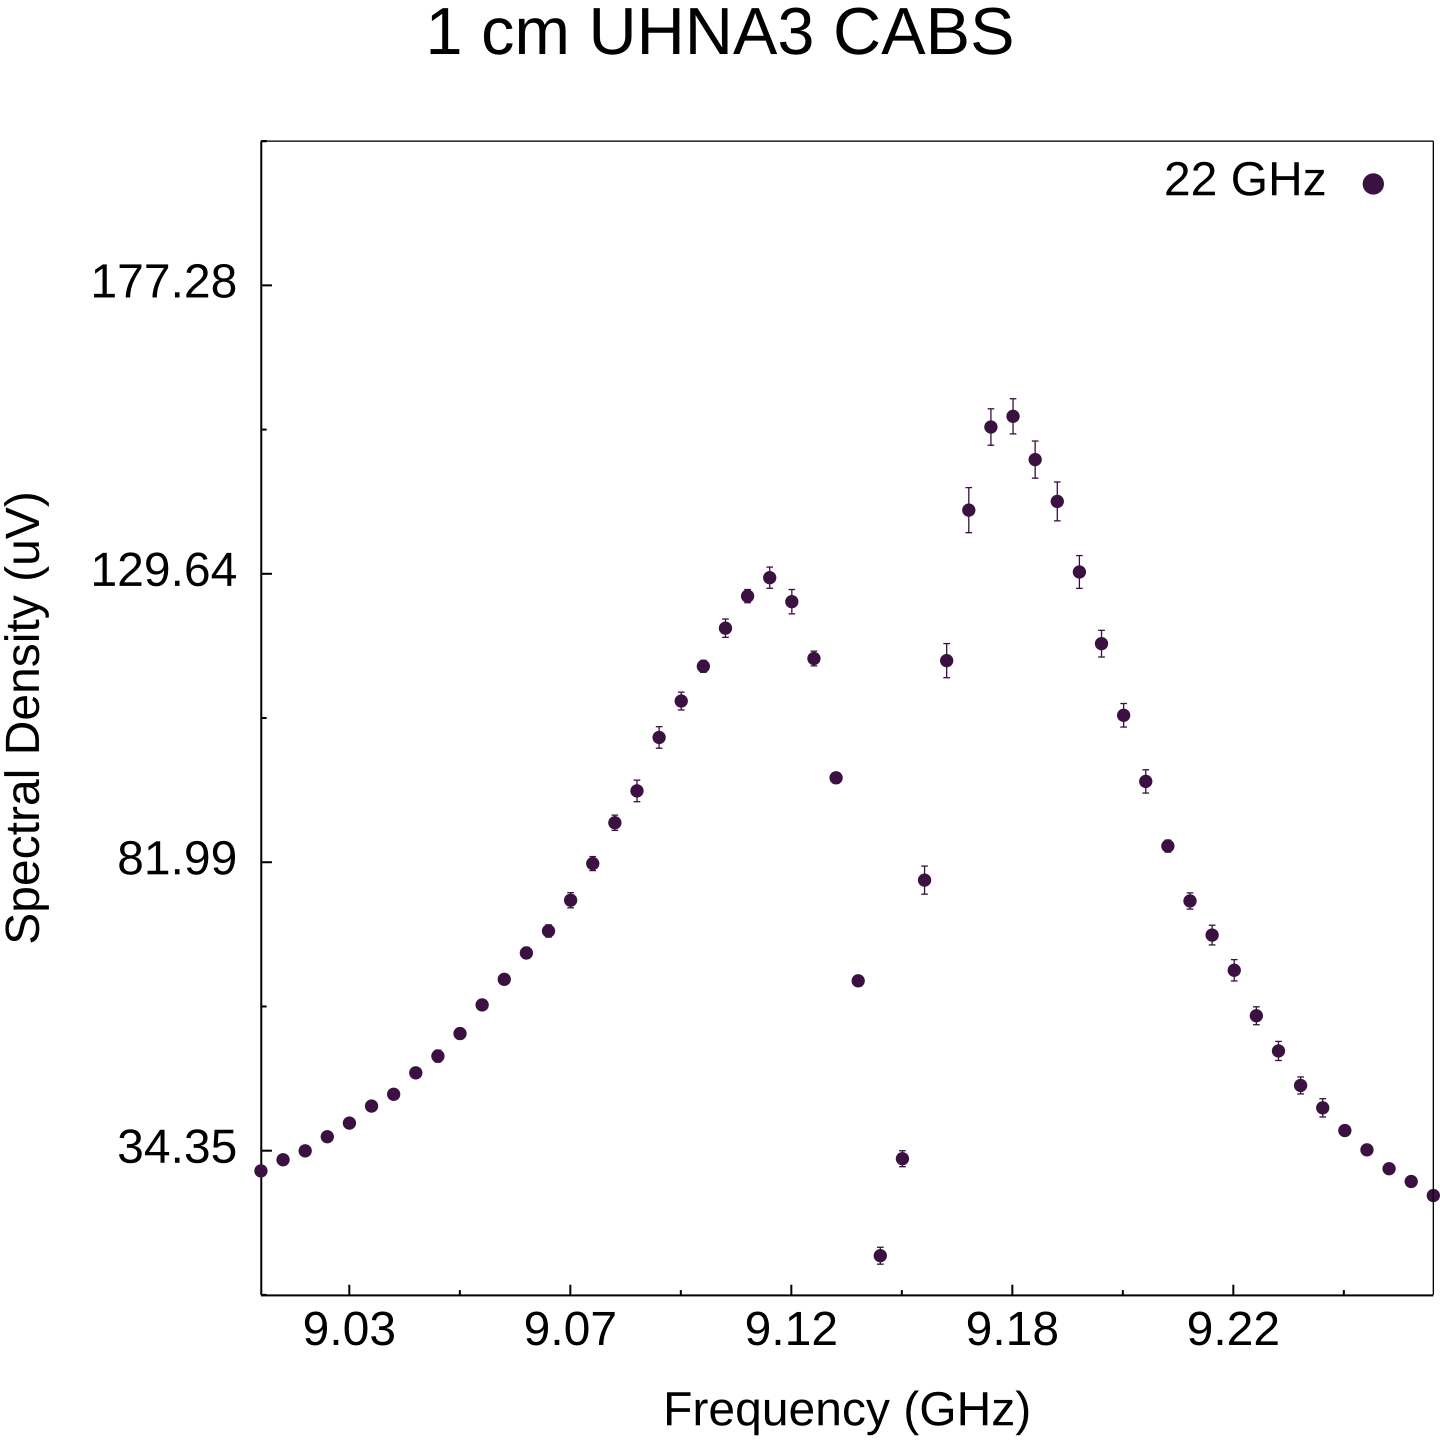 1 cm UHNA3 CABS
22 GHz
177.28
129.64
81.99
34.35
Spectral Density (uV)
9.03 9.07 9.12 9.18 9.22
Frequency (GHz)